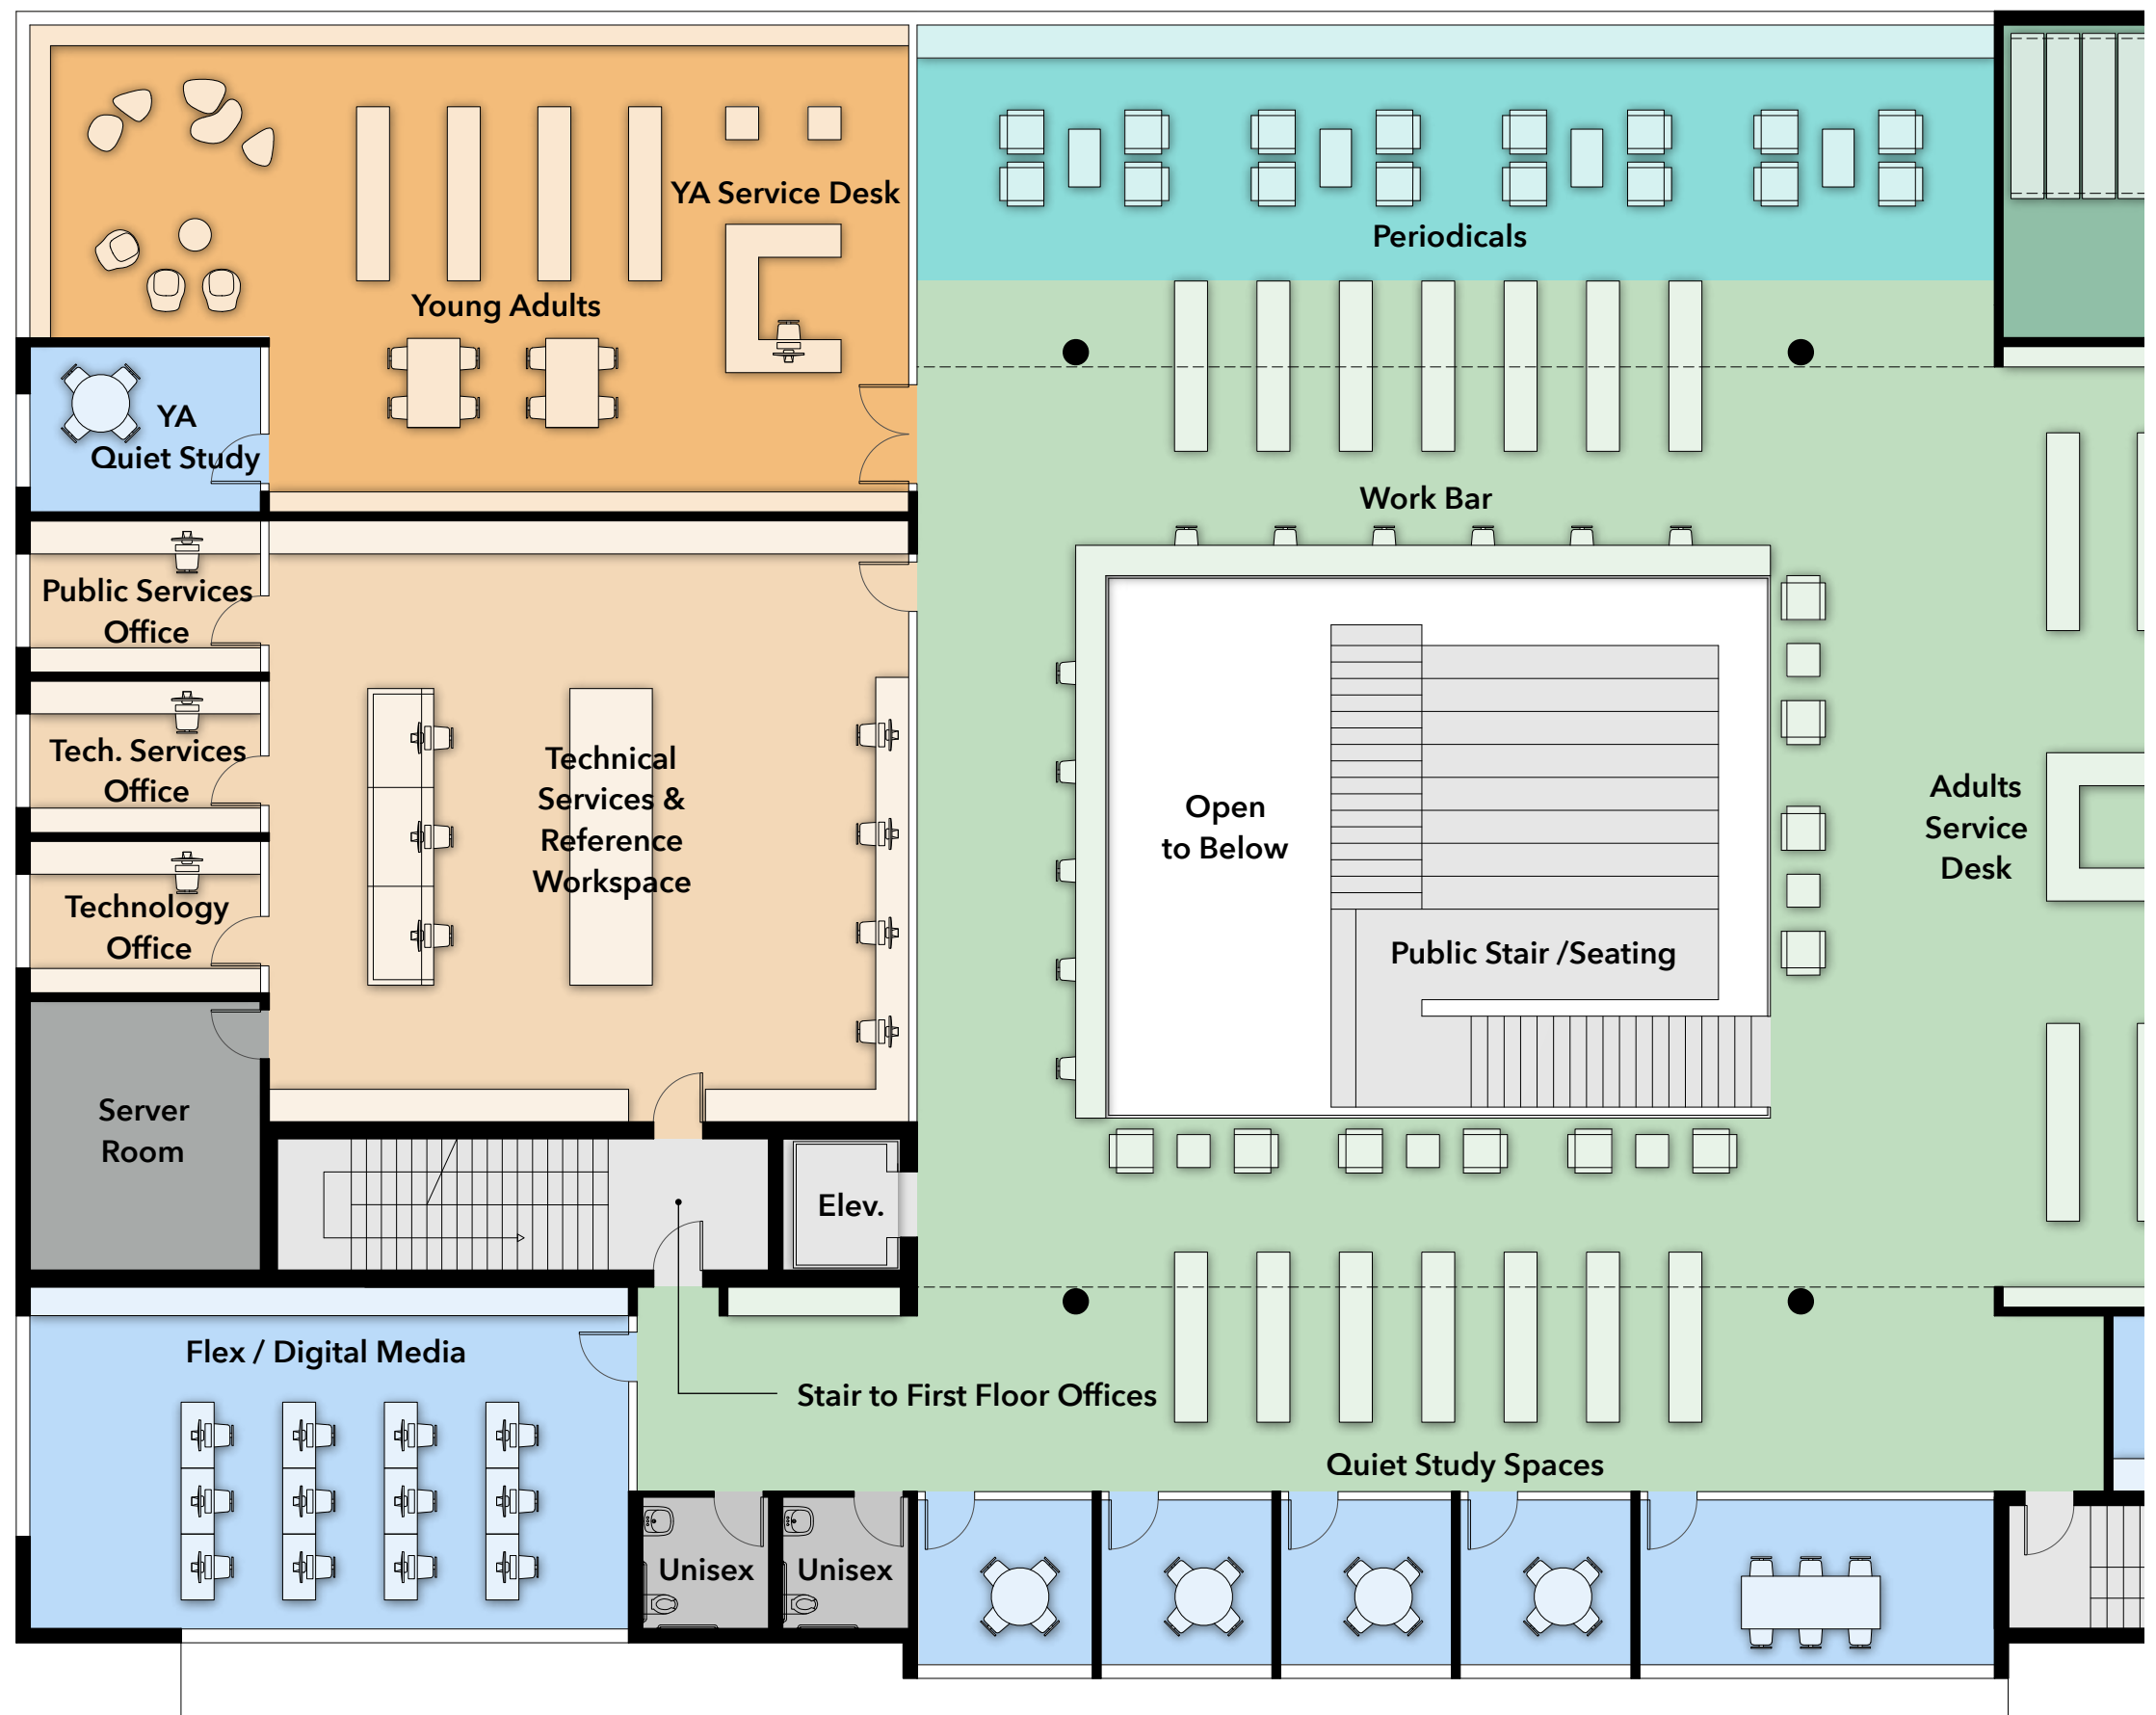 YA Service Desk
Periodicals
Young Adults
YA
Quiet Study
Work Bar
Public Services
Office
Tech. Services
Office
Technology
Office
Technical
Services &
Reference
Workspace
Open
to Below
Adults
Service
Desk
Public Stair /Seating
Server
Room
Elev.
Flex / Digital Media
Stair to First Floor Offices
Quiet Study Spaces
Unisex
Unisex